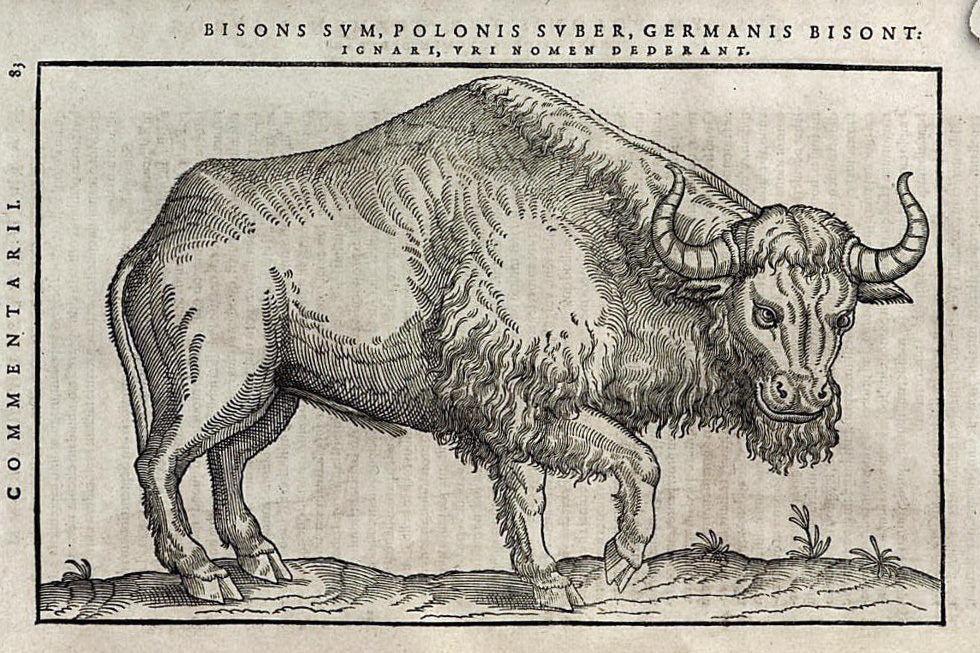 BISONS SVM, POLONIS SVBER, GERMANIS BISONT:
IGNARI, VRI NOMEN DEDERANT.
COMMENTARII.
83